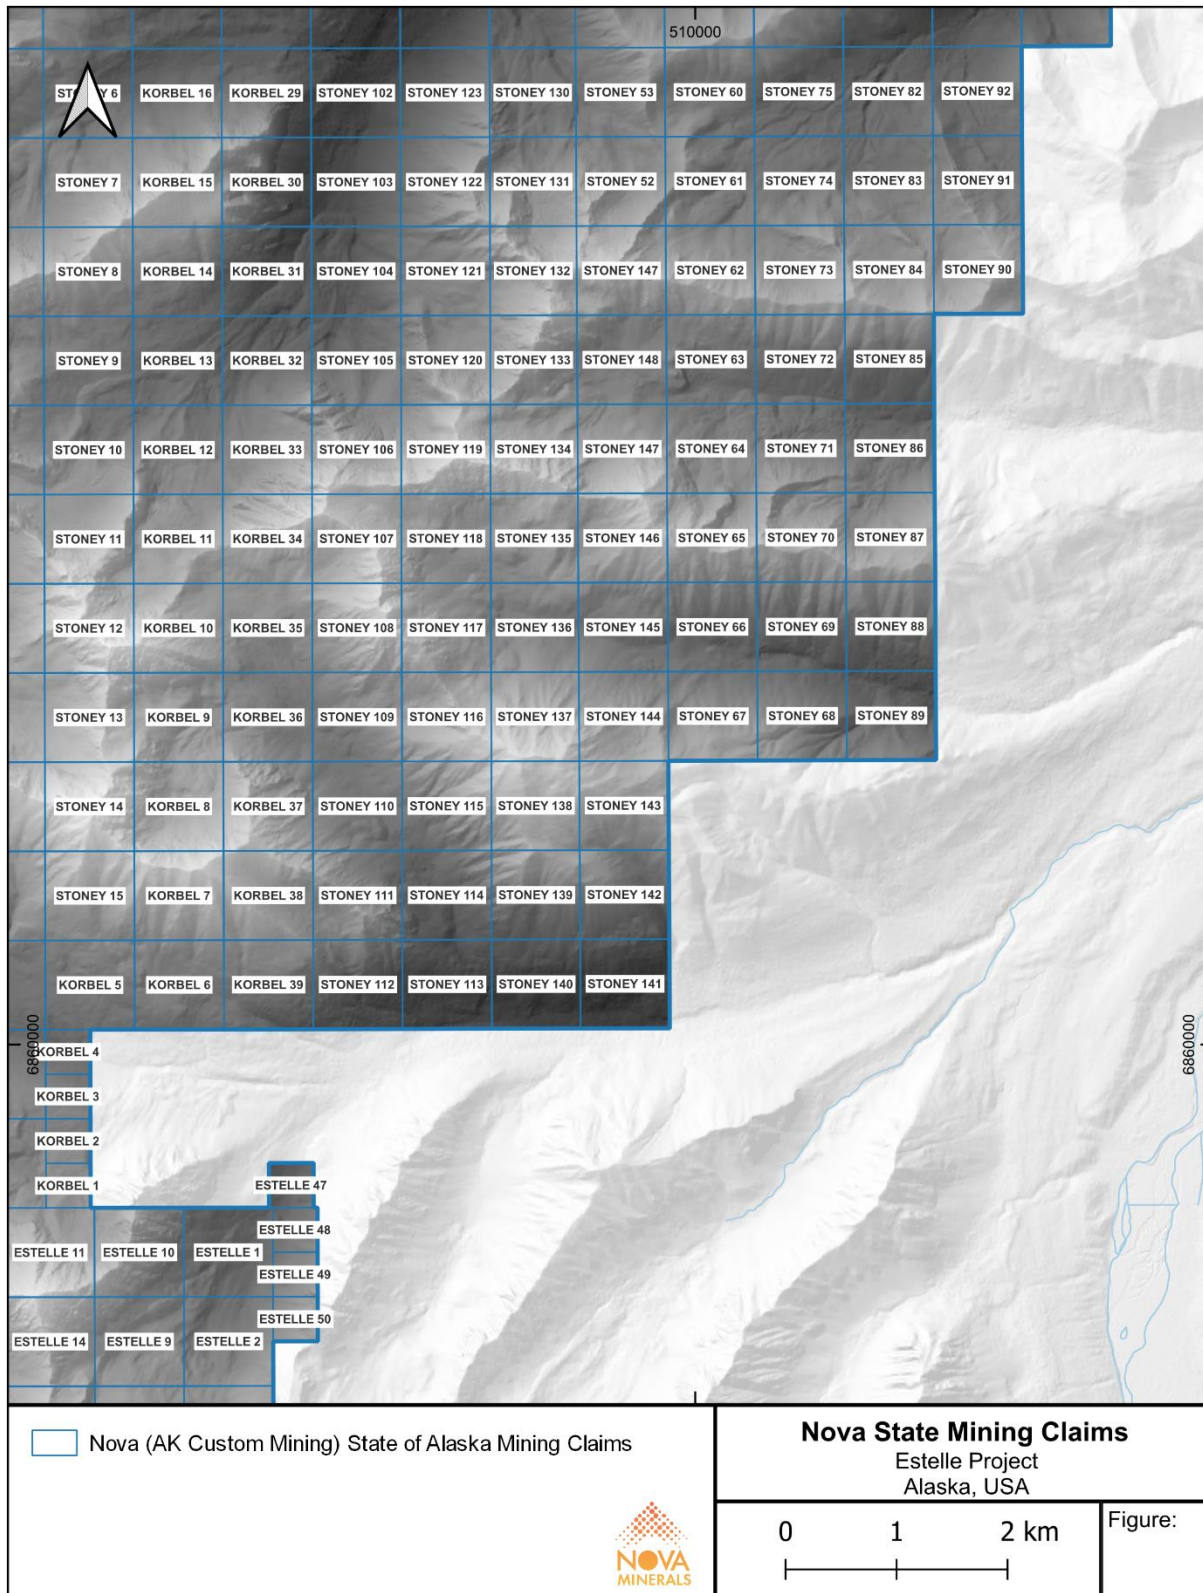 510000
STONEY 6 KORBEL 16 KORBEL 29 STONEY 102 STONEY 123 STONEY 130 STONEY 53 STONEY 60 STONEY 75 STONEY 82 STONEY 92
STONEY 7 KORBEL 15 KORBEL 30 STONEY 103 STONEY 122 STONEY 131 STONEY 52 STONEY 61 STONEY 74 STONEY 83 STONEY 91
STONEY 8 KORBEL 14 KORBEL 31 STONEY 104 STONEY 121 STONEY 132 STONEY 147 STONEY 62 STONEY 73 STONEY 84 STONEY 90
STONEY 9 KORBEL 13 KORBEL 32 STONEY 105 STONEY 120 STONEY 133 STONEY 148 STONEY 63 STONEY 72 STONEY 85
STONEY 10 KORBEL 12 KORBEL 33 STONEY 106 STONEY 119 STONEY 134 STONEY 147 STONEY 64 STONEY 71 STONEY 86
STONEY 11 KORBEL 11 KORBEL 34 STONEY 107 STONEY 118 STONEY 135 STONEY 146 STONEY 65 STONEY 70 STONEY 87
STONEY 12 KORBEL 10 KORBEL 35 STONEY 108 STONEY 117 STONEY 136 STONEY 145 STONEY 66 STONEY 69 STONEY 88
STONEY 13 KORBEL 9 KORBEL 36 STONEY 109 STONEY 116 STONEY 137 STONEY 144 STONEY 67 STONEY 68 STONEY 89
STONEY 14 KORBEL 8 KORBEL 37 STONEY 110 STONEY 115 STONEY 138 STONEY 143
STONEY 15 KORBEL 7 KORBEL 38 STONEY 111 STONEY 114 STONEY 139 STONEY 142
KORBEL 5 KORBEL 6 KORBEL 39 STONEY 112 STONEY 113 STONEY 140 STONEY 141
6860000 6860000
KORBEL 4
KORBEL 3
KORBEL 2
KORBEL 1 ESTELLE 47
ESTELLE 48
ESTELLE 11 ESTELLE 10 ESTELLE 1
ESTELLE 49
ESTELLE 50
ESTELLE 14 ESTELLE 9 ESTELLE 2
Nova (AK Custom Mining) State of Alaska Mining Claims
NOVA
MINERALS
Nova State Mining Claims
Estelle Project
Alaska, USA
0 1 2 km
Figure: